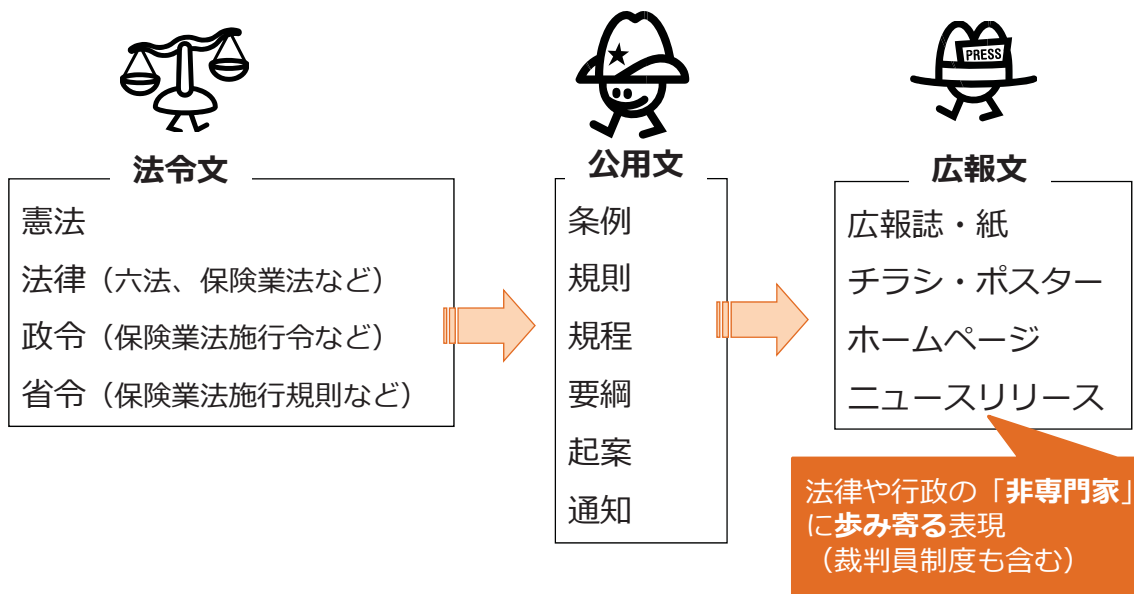 PRESS
法令文
憲法
法律（六法、保険業法など）
政令（保険業法施行令など）
省令（保険業法施行規則など）
公用文
条例
規則
規程
要綱
起案
通知
広報文
広報誌・紙
チラシ・ポスター
ホームページ
ニュースリリース
法律や行政の「非専門家」
に歩み寄る表現
（裁判員制度も含む）